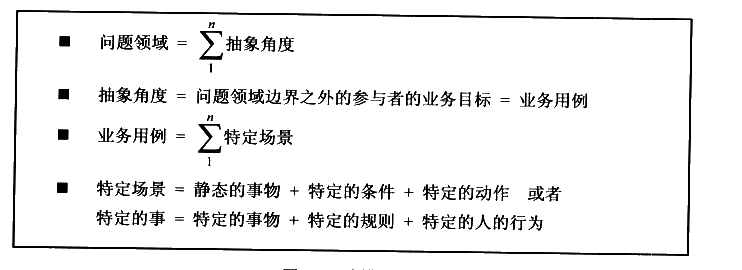 ■ 问题领域 = n∑1 抽象角度
■ 抽象角度 = 问题领域边界之外的参与者的业务目标 = 业务用例
■ 业务用例 = n∑1 特定场景
■ 特定场景 = 静态的事物 + 特定的条件 + 特定的动作 或者
特定的事 = 特定的事物 + 特定的规则 + 特定的人的行为